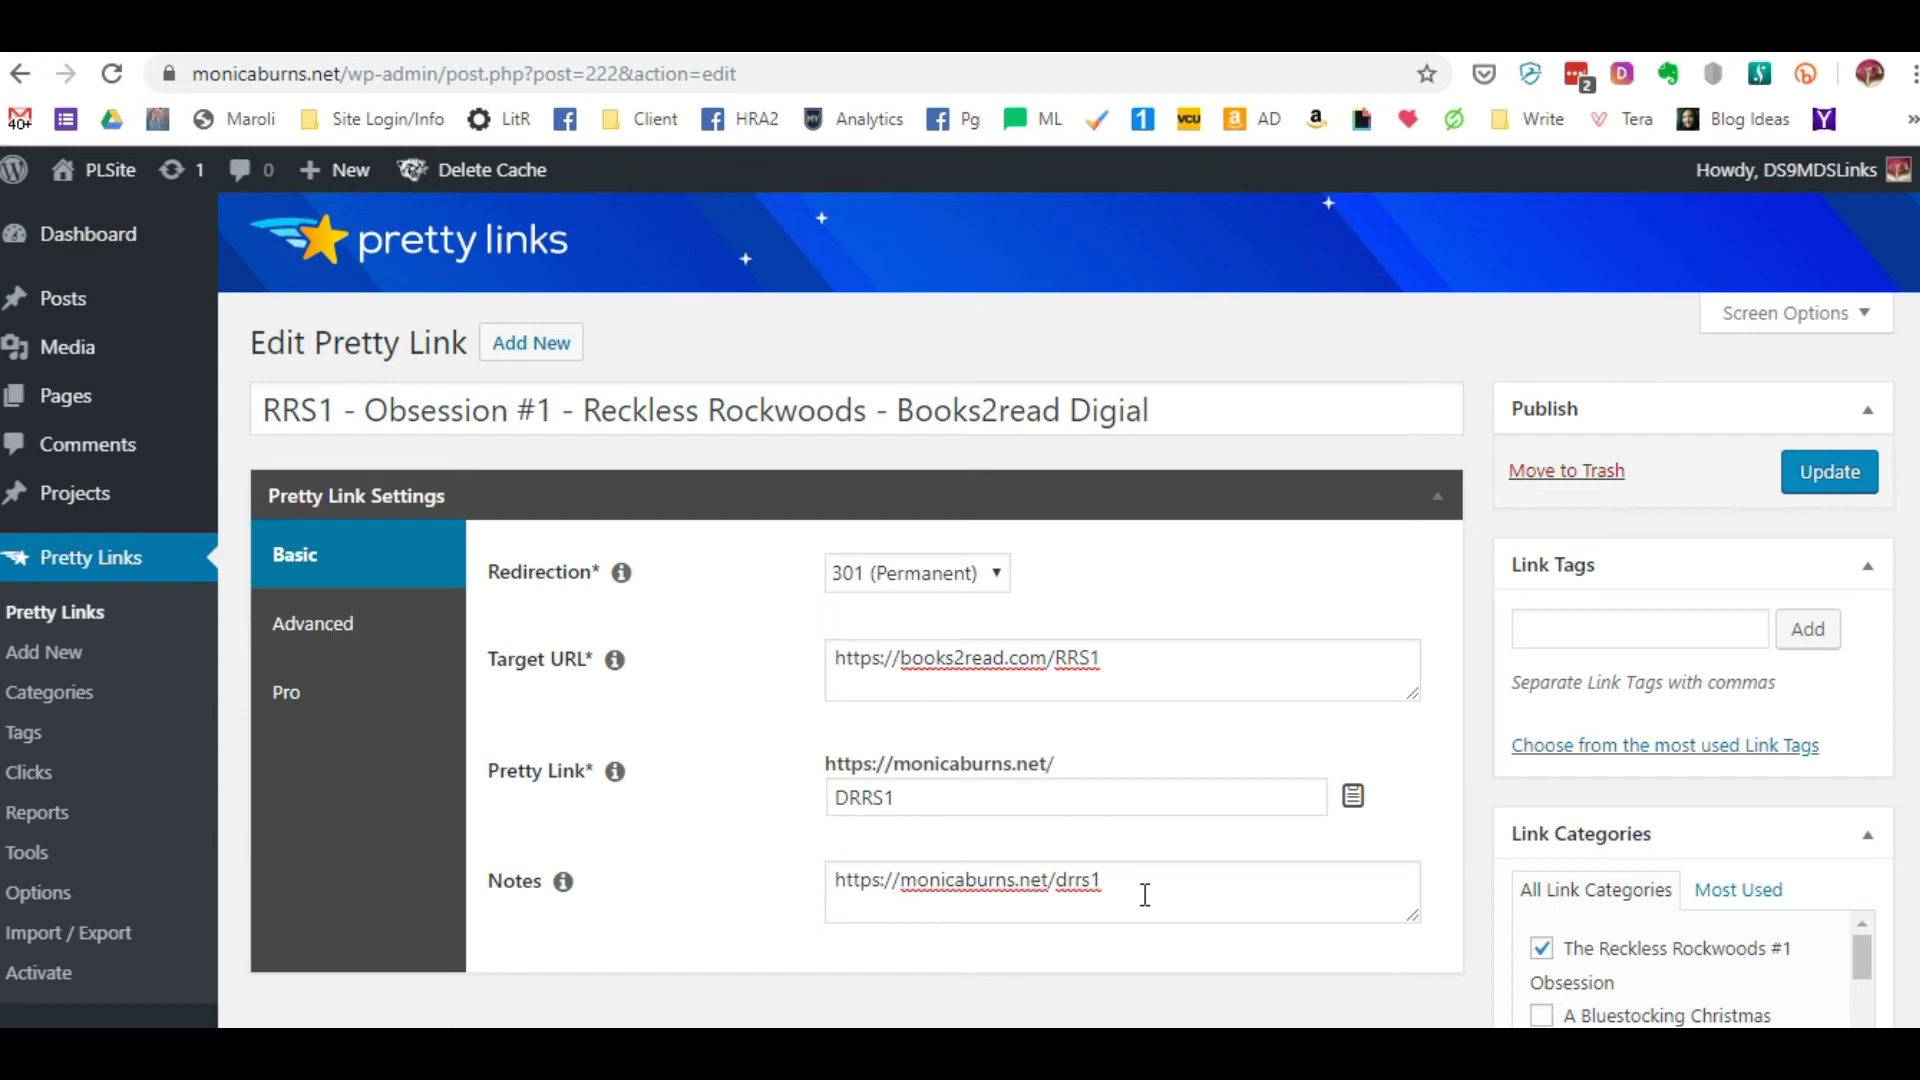 monicaburns.net/wp-admin/post.php?post=222&action=edit
2
D
40+
Maroli
Site Login/Info
LitR
Client
HRA2
Analytics
Pg
ML
1
VCU
AD
Write
Tera
Blog Ideas
Y
»
PLSite
1
0
New
Delete Cache
Howdy, DS9MDSLinks
Dashboard
Posts
Media
Pages
Comments
Projects
Pretty Links
Pretty Links
Add New
Categories
Tags
Clicks
Reports
Tools
Options
Import / Export
Activate
pretty links
Screen Options
Edit Pretty Link
Add New
RRS1 - Obsession #1 - Reckless Rockwoods - Books2read Digial
Pretty Link Settings
Basic
Advanced
Pro
Redirection*
301 (Permanent)
Target URL*
https://books2read.com/RRS1
Pretty Link*
https://monicaburns.net/
DRRS1
Notes
https://monicaburns.net/drrs1
Publish
Move to Trash
Update
Link Tags
Add
Separate Link Tags with commas
Choose from the most used Link Tags
Link Categories
All Link Categories
Most Used
The Reckless Rockwoods #1
Obsession
A Bluestocking Christmas